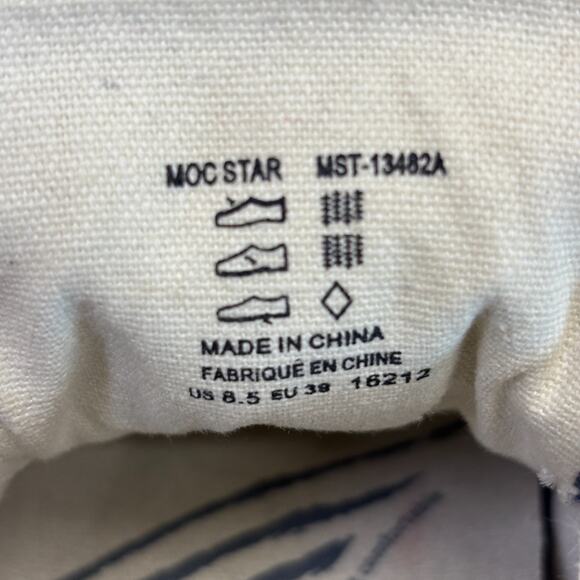 MOC STAR MST-13482A
MADE IN CHINA
FABRIQUÉ EN CHINE
US 8.5 EU 39 16212